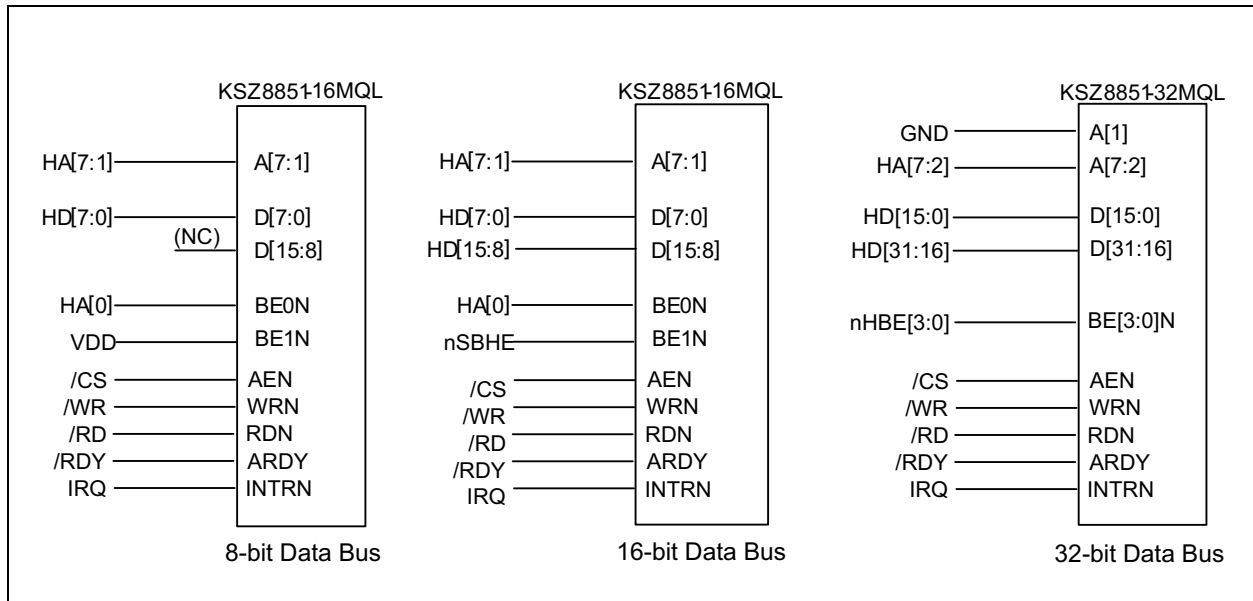 KSZ8851-16MQL
HA[7:1] A[7:1]
HD[7:0] D[7:0]
(NC) D[15:8]
HA[0] BE0N
VDD BE1N
/CS AEN
/WR WRN
/RD RDN
/RDY ARDY
IRQ INTRN
8-bit Data Bus
KSZ8851-16MQL
HA[7:1] A[7:1]
HD[7:0] D[7:0]
HD[15:8] D[15:8]
HA[0] BE0N
nSBHE BE1N
/CS AEN
/WR WRN
/RD RDN
/RDY ARDY
IRQ INTRN
16-bit Data Bus
KSZ8851-32MQL
GND A[1]
HA[7:2] A[7:2]
HD[15:0] D[15:0]
HD[31:16] D[31:16]
nHBE[3:0] BE[3:0]N
/CS AEN
/WR WRN
/RD RDN
/RDY ARDY
IRQ INTRN
32-bit Data Bus